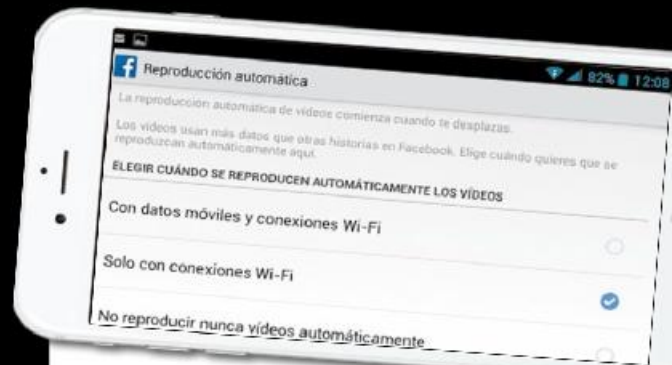 82% 12:08
f Reproducción automática
La reproducción automática de vídeos comienza cuando te desplazas.
Los vídeos usan más datos que otras historias en Facebook. Elige cuándo quieres que se
reproduzcan automáticamente aquí.
ELEGIR CUÁNDO SE REPRODUCEN AUTOMÁTICAMENTE LOS VÍDEOS
Con datos móviles y conexiones Wi-Fi
Solo con conexiones Wi-Fi
No reproducir nunca vídeos automáticamente